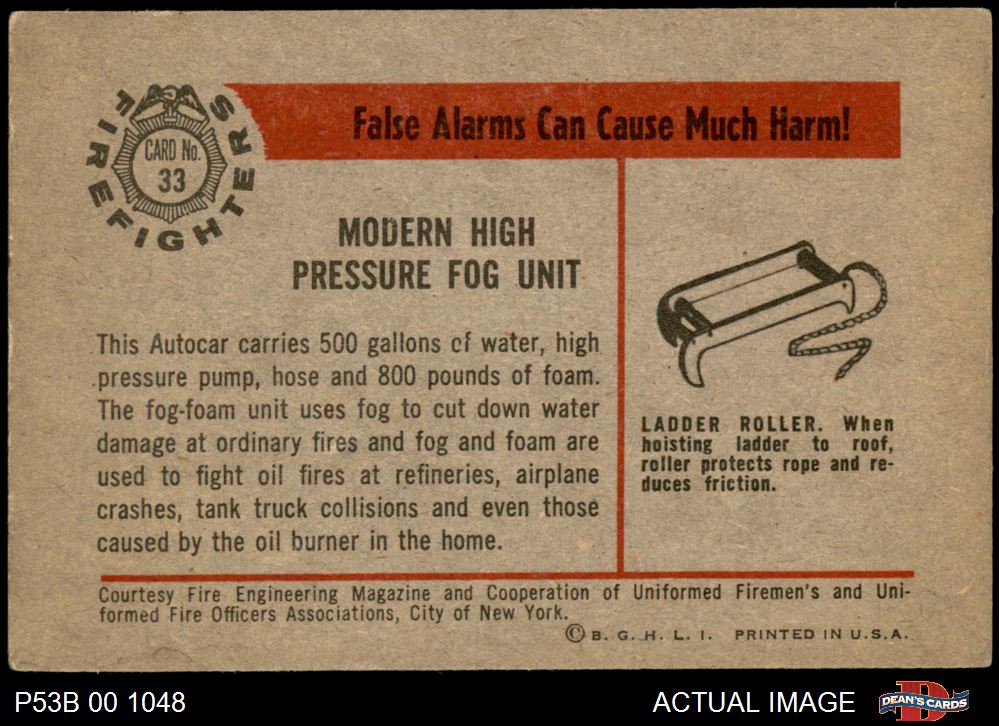 FIREFIGHTERS
CARD No.
33
False Alarms Can Cause Much Harm!
MODERN HIGH
PRESSURE FOG UNIT
This Autocar carries 500 gallons of water, high
pressure pump, hose and 800 pounds of foam.
The fog-foam unit uses fog to cut down water
damage at ordinary fires and fog and foam are
used to fight oil fires at refineries, airplane
crashes, tank truck collisions and even those
caused by the oil burner in the home.
LADDER ROLLER. When
hoisting ladder to roof,
roller protects rope and re-
duces friction.
Courtesy Fire Engineering Magazine and Cooperation of Uniformed Firemen's and Uni-
formed Fire Officers Associations, City of New York.
© B. G. H. L. I. PRINTED IN U.S.A.
P53B 00 1048
ACTUAL IMAGE
D
DEAN'S CARDS